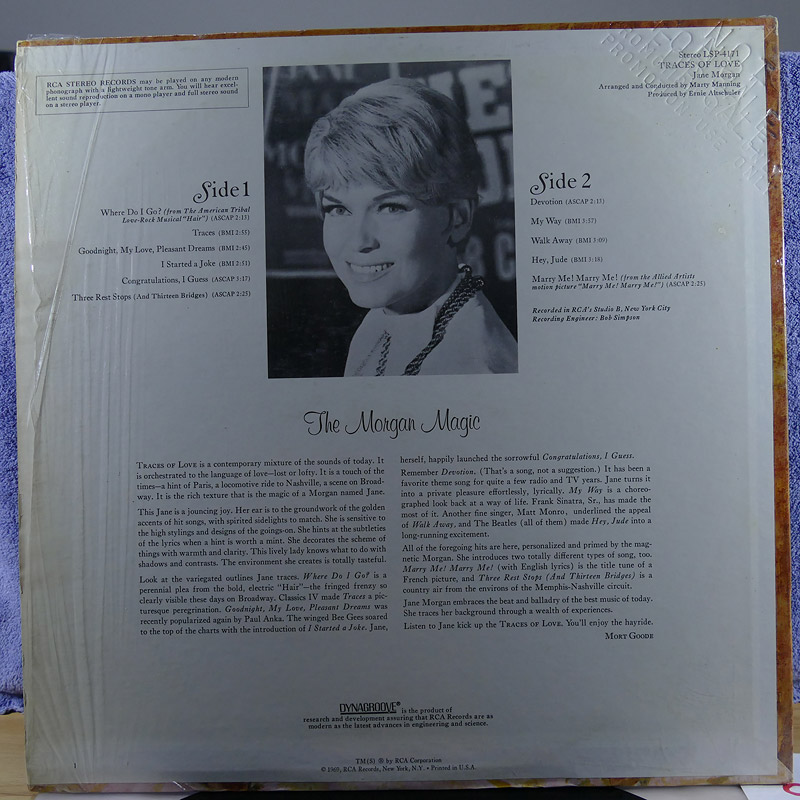 RCA STEREO RECORDS may be played on any modern
phonograph with a lightweight tone arm. You will hear excel-
lent sound reproduction on a mono player and full stereo sound
on a stereo player.
Stereo LSP-4171
TRACES OF LOVE
Jane Morgan
Arranged and Conducted by Marty Manning
Produced by Ernie Altschuler
Side 1
Where Do I Go? (from The American Tribal
Love-Rock Musical "Hair") (ASCAP 2:13)
Traces (BMI 2:55)
Goodnight, My Love, Pleasant Dreams (BMI 2:45)
I Started a Joke (BMI 2:51)
Congratulations, I Guess (ASCAP 3:17)
Three Rest Stops (And Thirteen Bridges) (ASCAP 2:25)
Side 2
Devotion (ASCAP 2:13)
My Way (BMI 3:57)
Walk Away (BMI 3:09)
Hey, Jude (BMI 3:18)
Marry Me! Marry Me! (from the Allied Artists
motion picture "Marry Me! Marry Me!") (ASCAP 2:25)
Recorded in RCA's Studio B, New York City
Recording Engineer: Bob Simpson
The Morgan Magic
TRACES OF LOVE is a contemporary mixture of the sounds of today. It
is orchestrated to the language of love—lost or lofty. It is a touch of the
times—a hint of Paris, a locomotive ride to Nashville, a scene on Broad-
way. It is the rich texture that is the magic of a Morgan named Jane.
This Jane is a jouncing joy. Her ear is to the groundwork of the golden
accents of hit songs, with spirited sidelights to match. She is sensitive to
the high stylings and designs of the goings-on. She hints at the subtleties
of the lyrics when a hint is worth a mint. She decorates the scheme of
things with warmth and clarity. This lively lady knows what to do with
shadows and contrasts. The environment she creates is totally tasteful.
Look at the variegated outlines Jane traces. Where Do I Go? is a
perennial plea from the bold, electric "Hair"—the fringed frenzy so
clearly visible these days on Broadway. Classics IV made Traces a pic-
turesque peregrination. Goodnight, My Love, Pleasant Dreams was
recently popularized again by Paul Anka. The winged Bee Gees soared
to the top of the charts with the introduction of I Started a Joke. Jane,
herself, happily launched the sorrowful Congratulations, I Guess.
Remember Devotion. (That's a song, not a suggestion.) It has been a
favorite theme song for quite a few radio and TV years. Jane turns it
into a private pleasure effortlessly, lyrically. My Way is a choreo-
graphed look back at a way of life. Frank Sinatra, Sr., has made the
most of it. Another fine singer, Matt Monro, underlined the appeal
of Walk Away, and The Beatles (all of them) made Hey, Jude into a
long-running excitement.
All of the foregoing hits are here, personalized and primed by the mag-
netic Morgan. She introduces two totally different types of song, too.
Marry Me! Marry Me! (with English lyrics) is the title tune of a
French picture, and Three Rest Stops (And Thirteen Bridges) is a
country air from the environs of the Memphis-Nashville circuit.
Jane Morgan embraces the beat and balladry of the best music of today.
She traces her background through a wealth of experiences.
Listen to Jane kick up the TRACES OF LOVE. You'll enjoy the hayride.
MORT GOODE
DYNAGROOVE® is the product of
research and development assuring that RCA Records are as
modern as the latest advances in engineering and science.
TM(S) ® by RCA Corporation
© 1969, RCA Records, New York, N.Y. • Printed in U.S.A.
1